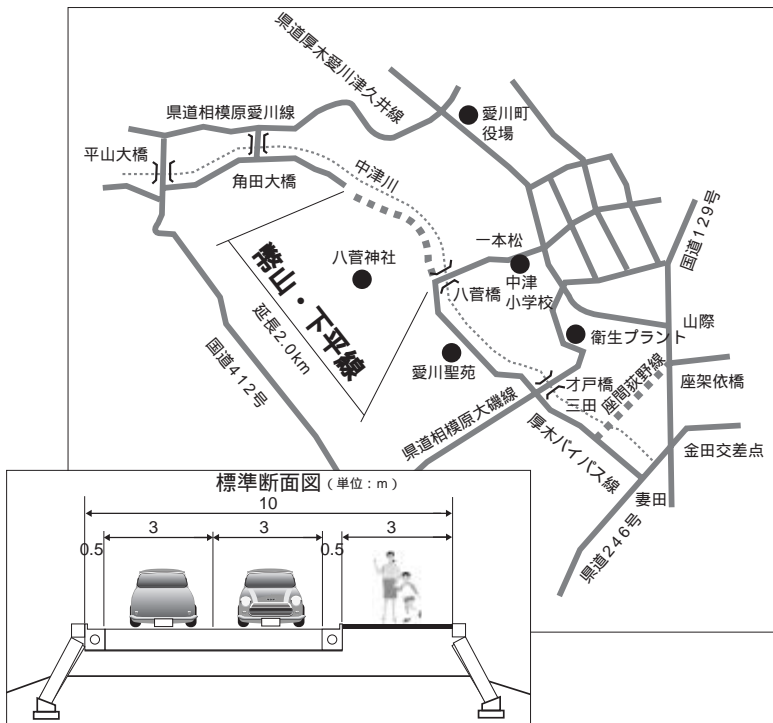 県道厚木愛川津久井線
愛川町
役場
県道相模原愛川線
平山大橋
角田大橋
中津川
国道129号
一本松
八菅神社
幣山・下平線
延長2.0km
八菅橋
中津
小学校
山際
衛生プラント
国道412号
愛川聖苑
才戸橋
三田
座間荻野線
座架依橋
県道相模原大磯線
厚木バイパス線
金田交差点
妻田
県道246号
標準断面図（単位：m）
10
0.5 3 3 0.5 3